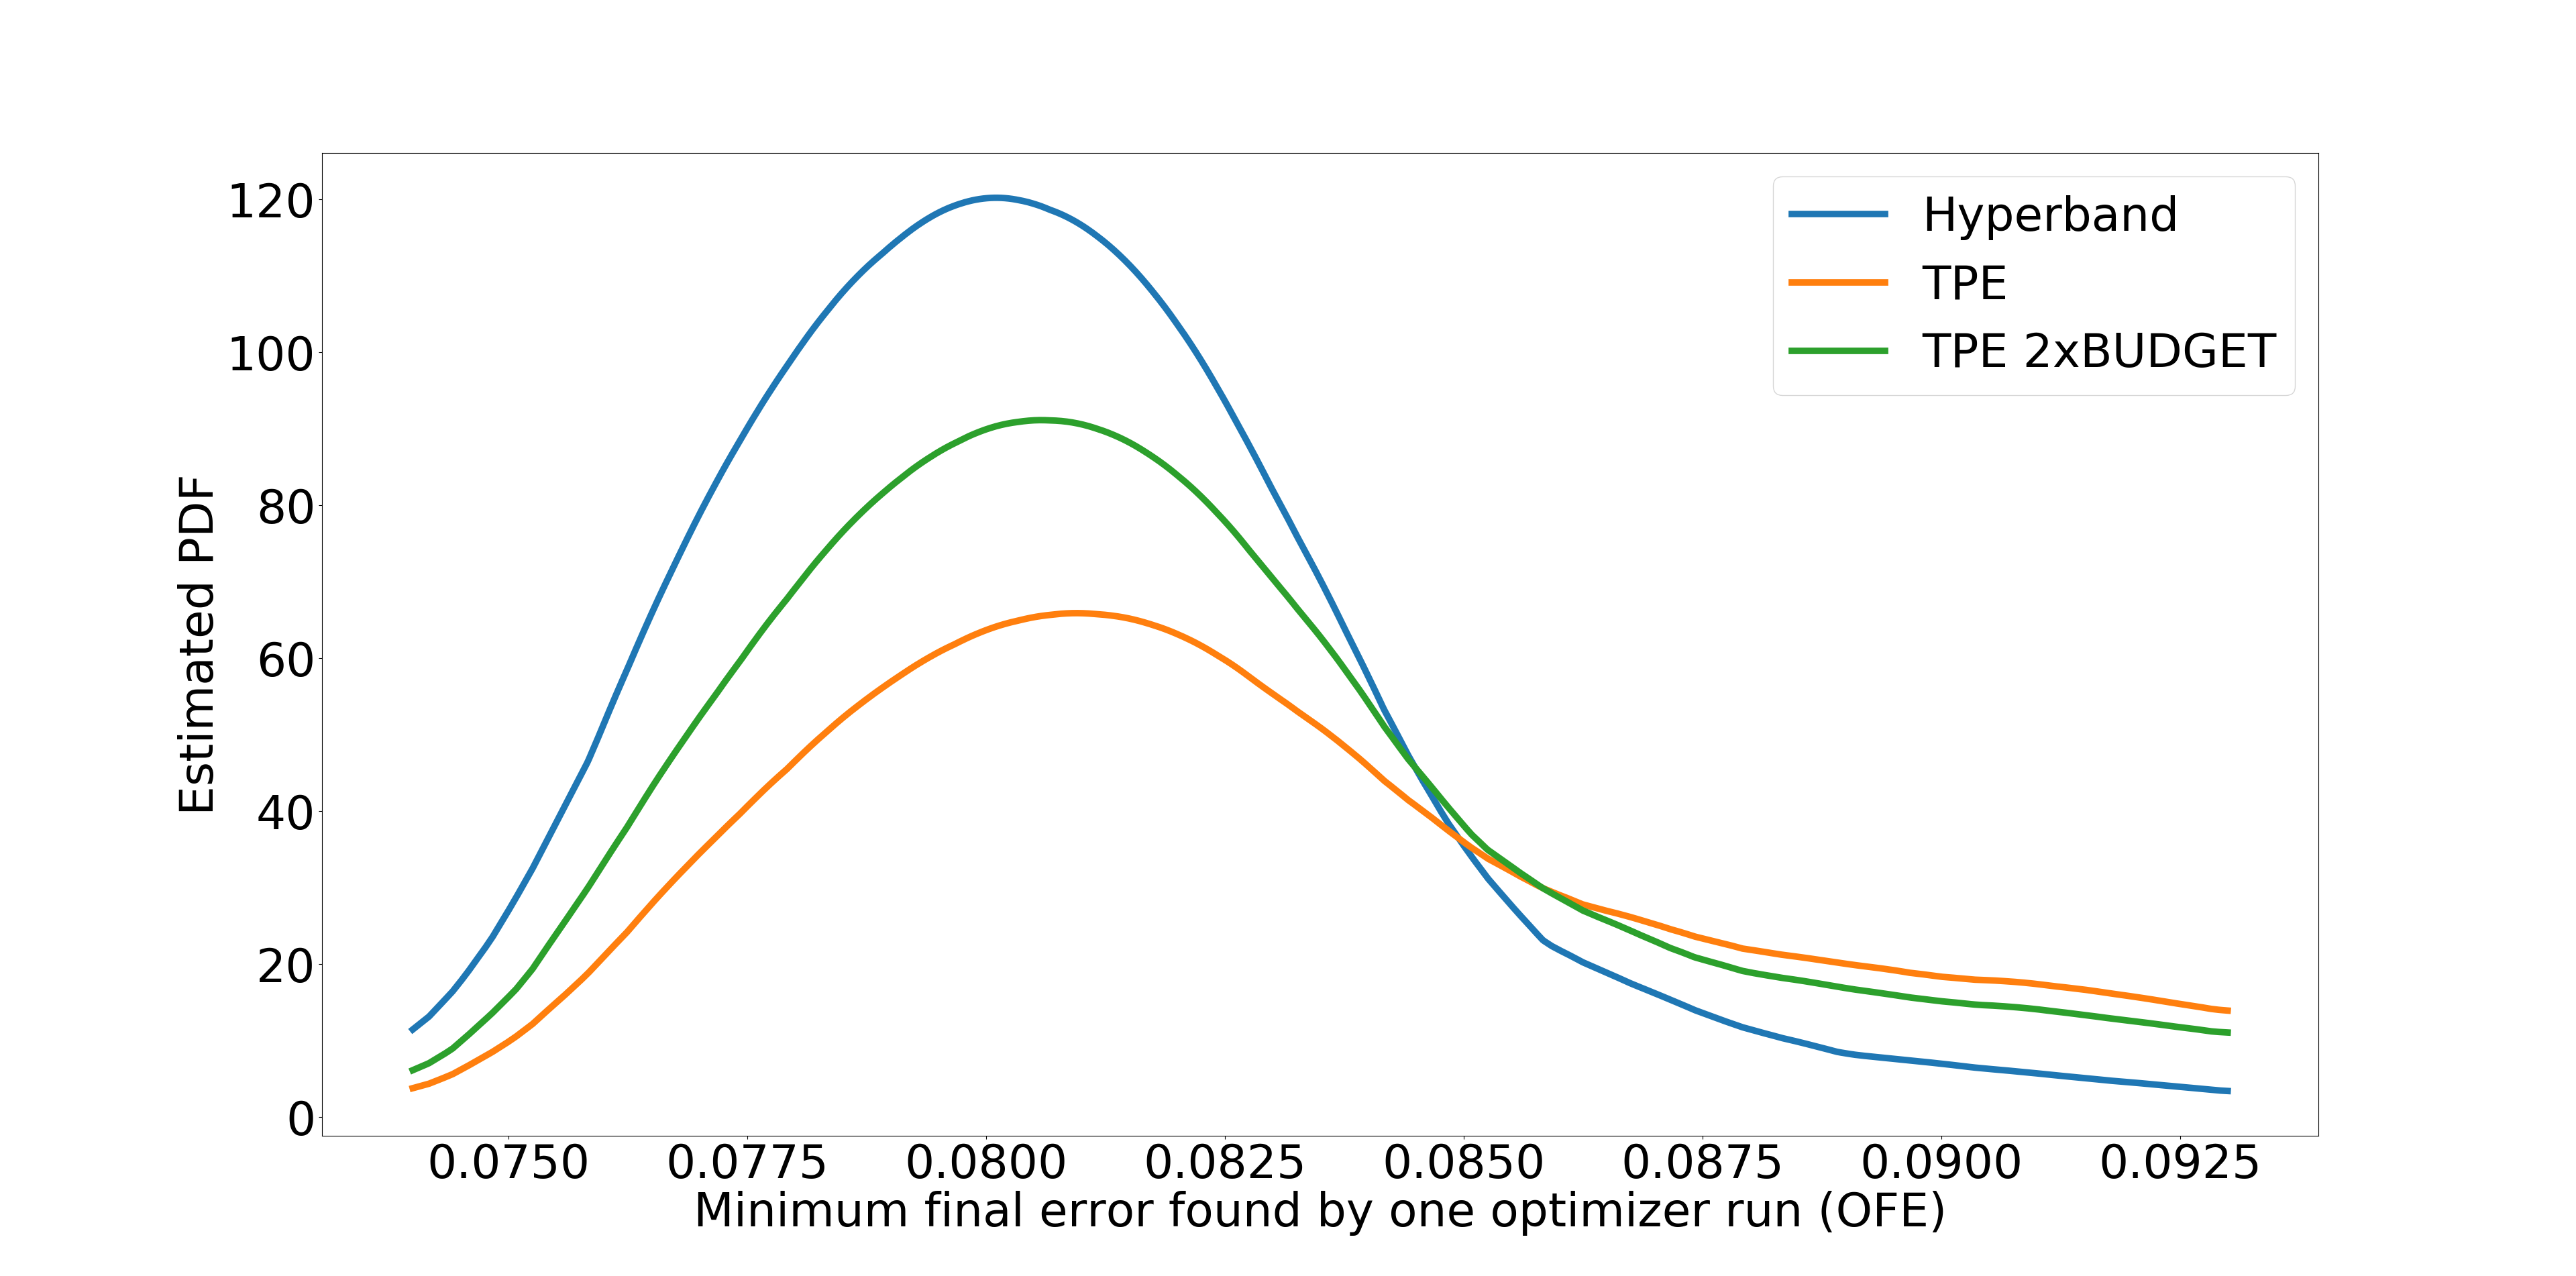 Hyperband
TPE
TPE 2xBUDGET
Estimated PDF
120
100
80
60
40
20
0
0.0750 0.0775 0.0800 0.0825 0.0850 0.0875 0.0900 0.0925
Minimum final error found by one optimizer run (OFE)